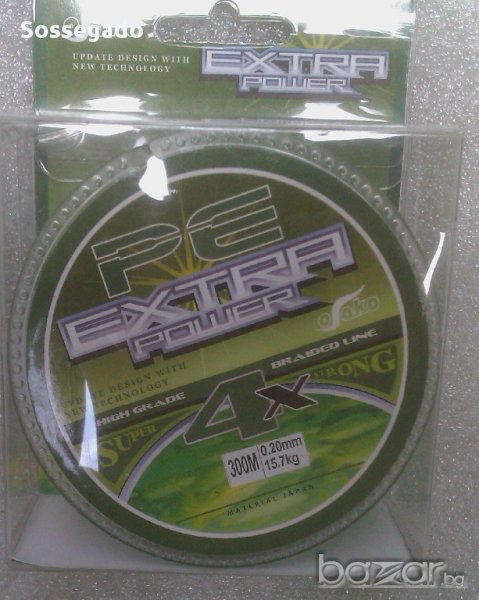 Sossegado
UPDATE DESIGN WITH
NEW TECHNOLOGY
EXTRA
POWER
PE
EXTRA
POWER
Osako
UPDATE DESIGN WITH
NEW TECHNOLOGY
BRAIDED LINE
HIGH GRADE
4X
SUPER STRONG
300M
0.20mm
15.7kg
MATERIAL JAPAN
bazar.bg